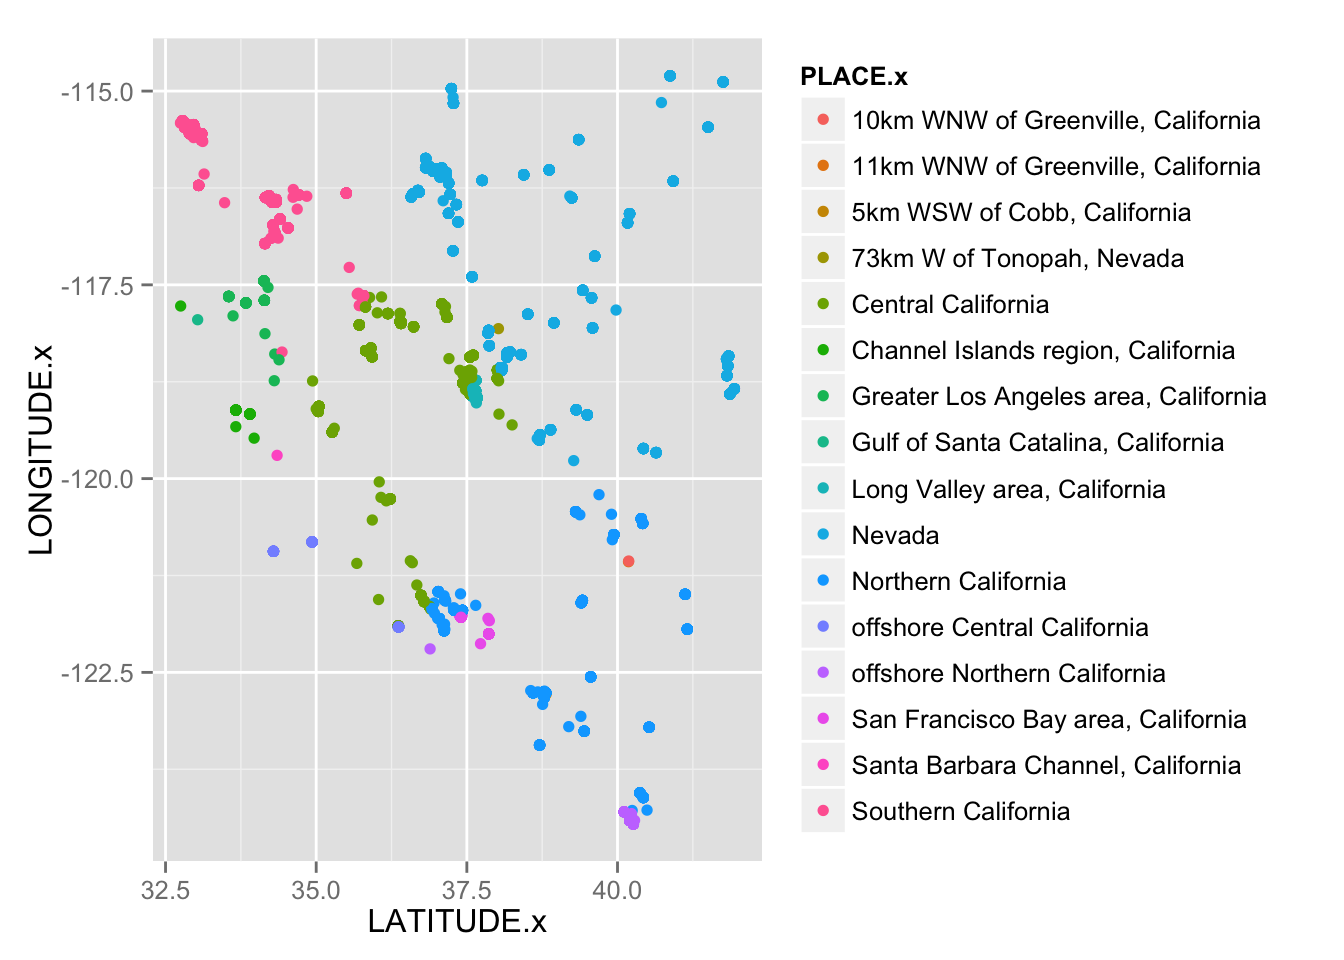 -115.0
-117.5
-120.0
-122.5
LONGITUDE.x
32.5 35.0 37.5 40.0
LATITUDE.x
PLACE.x
10km WNW of Greenville, California
11km WNW of Greenville, California
5km WSW of Cobb, California
73km W of Tonopah, Nevada
Central California
Channel Islands region, California
Greater Los Angeles area, California
Gulf of Santa Catalina, California
Long Valley area, California
Nevada
Northern California
offshore Central California
offshore Northern California
San Francisco Bay area, California
Santa Barbara Channel, California
Southern California